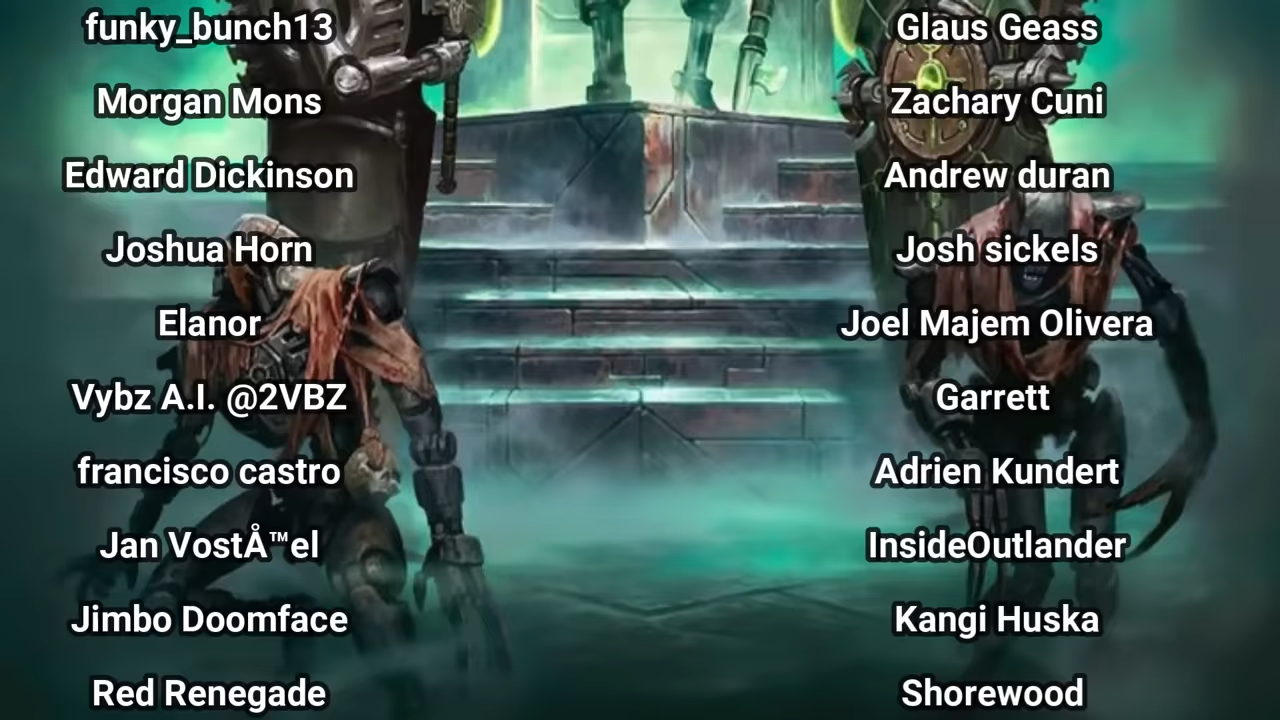 funky_bunch13
Glaus Geass
Morgan Mons
Zachary Cuni
Edward Dickinson
Andrew duran
Joshua Horn
Josh sickels
Elanor
Joel Majem Olivera
Vybz A.I. @2VBZ
Garrett
francisco castro
Adrien Kundert
Jan VostÅ™el
InsideOutlander
Jimbo Doomface
Kangi Huska
Red Renegade
Shorewood